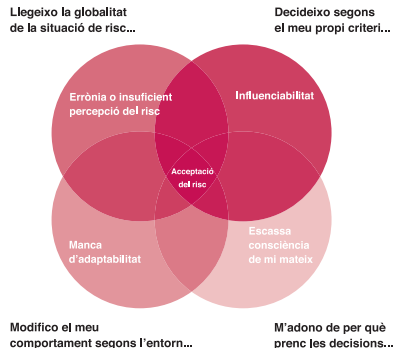 Llegeixo la globalitat
de la situació de risc...
Decideixo segons
el meu propi criteri...
Errònia o insuficient
percepció del risc
Influenciabilitat
Acceptació
del risc
Manca
d'adaptabilitat
Escassa
consciència
de mi mateix
Modifico el meu
comportament segons l'entorn...
M'adono de per què
prenc les decisions...